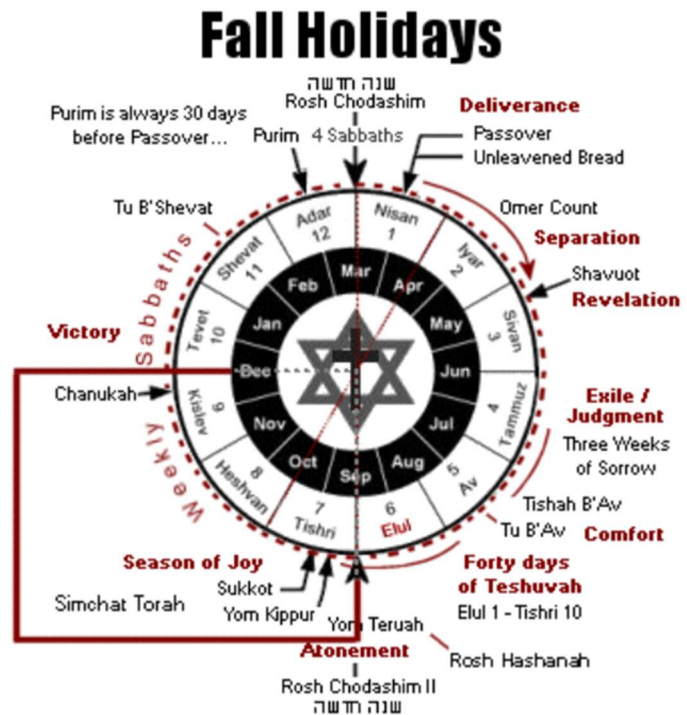 Fall Holidays
שנה חדשה
Rosh Chodashim
Purim is always 30 days
before Passover...
Purim
4 Sabbaths
Deliverance
Passover
Unleavened Bread
Tu B'Shevat
Omer Count
Separation
Shavuot
Revelation
Victory
Weekly Sabbaths
Chanukah
Adar
12
Nisan
1
Iyar
2
Sivan
3
Tammuz
4
Av
5
Elul
6
Tishri
7
Heshvan
8
Kislev
9
Tevet
10
Shevat
11
Mar
Apr
May
Jun
Jul
Aug
Sep
Oct
Nov
Dec
Jan
Feb
Exile /
Judgment
Three Weeks
of Sorrow
Tishah B'Av
Tu B'Av
Comfort
Season of Joy
Sukkot
Simchat Torah
Yom Kippur
Forty days
of Teshuvah
Elul 1 - Tishri 10
Yom Teruah
Atonement
Rosh Hashanah
Rosh Chodashim II
שנה חדשה